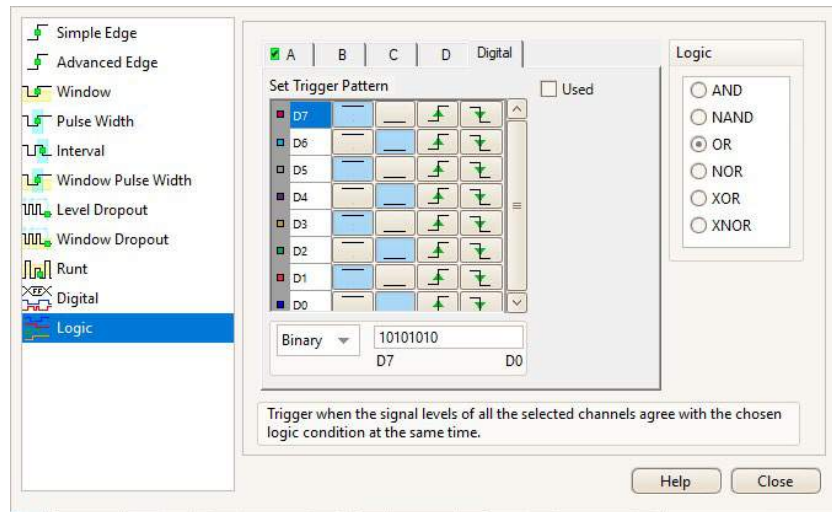 Simple Edge
Advanced Edge
Window
Pulse Width
Interval
Window Pulse Width
Level Dropout
Window Dropout
Runt
Digital
Logic
A B C D Digital
Set Trigger Pattern
Used
D7
D6
D5
D4
D3
D2
D1
D0
Binary 10101010
D7 D0
Logic
AND
NAND
OR
NOR
XOR
XNOR
Trigger when the signal levels of all the selected channels agree with the chosen
logic condition at the same time.
Help Close